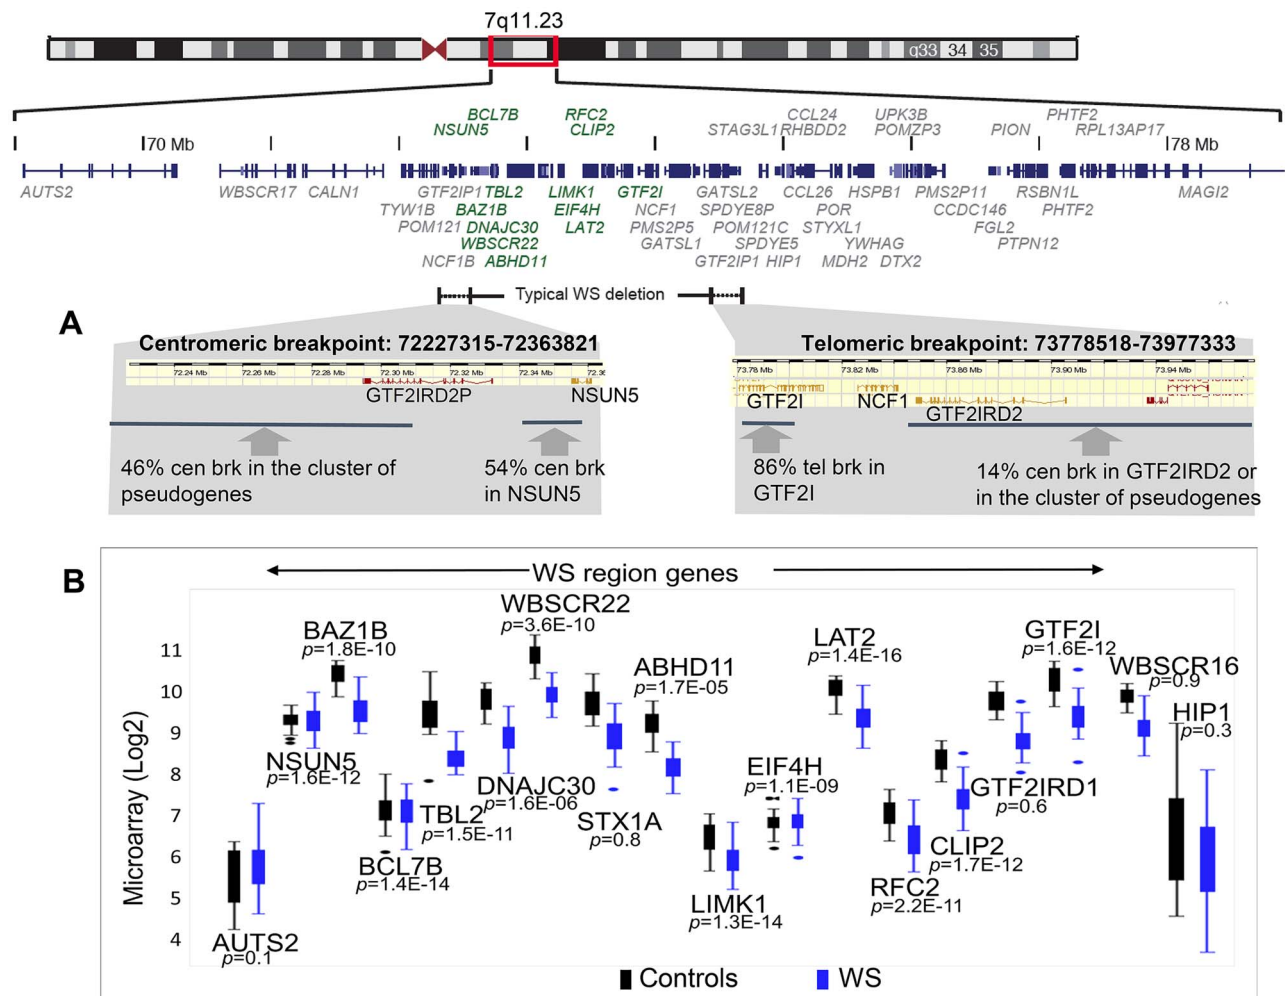 7q11.23
q33 34 35
BCL7B RFC2 CCL24 UPK3B PHTF2
NSUN5 CLIP2 STAG3L1 RHBDD2 POMZP3 PION RPL13AP17
70 Mb 78 Mb
AUTS2 WBSCR17 CALN1 GTF2IP1 TBL2 LIMK1 GTF2I GATSL2 CCL26 HSPB1 PMS2P11 RSBN1L MAGI2
TYW1B BAZ1B EIF4H NCF1 SPDYE8P POR CCDC146 PHTF2
POM121 DNAJC30 LAT2 PMS2P5 POM121C STYXL1 FGL2
WBSCR22 GATSL1 SPDYE5 YWHAG PTPN12
NCF1B ABHD11 GTF2IP1 HIP1 MDH2 DTX2
Typical WS deletion
A
Centromeric breakpoint: 72227315-72363821 Telomeric breakpoint: 73778518-73977333
72.24 Mb 72.26 Mb 72.30 Mb 72.32 Mb 72.34 Mb 73.78 Mb 73.82 Mb 73.86 Mb 73.90 Mb 73.94 Mb
GTF2IRD2P NSUN5 GTF2I NCF1 GTF2IRD2
46% cen brk in the cluster of 54% cen brk 86% tel brk in 14% cen brk in GTF2IRD2 or
pseudogenes in NSUN5 GTF2I in the cluster of pseudogenes
B
WS region genes
Microarray (Log2)
11
10
9
8
7
6
5
4
AUTS2
p=0.1
NSUN5
p=1.6E-12
BAZ1B
p=1.8E-10
BCL7B
p=1.4E-14
TBL2
p=1.5E-11
DNAJC30
p=1.6E-06
WBSCR22
p=3.6E-10
STX1A
p=0.8
ABHD11
p=1.7E-05
LIMK1
p=1.3E-14
EIF4H
p=1.1E-09
LAT2
p=1.4E-16
RFC2
p=2.2E-11
CLIP2
p=1.7E-12
GTF2IRD1
p=0.6
GTF2I
p=1.6E-12
WBSCR16
p=0.9
HIP1
p=0.3
Controls WS